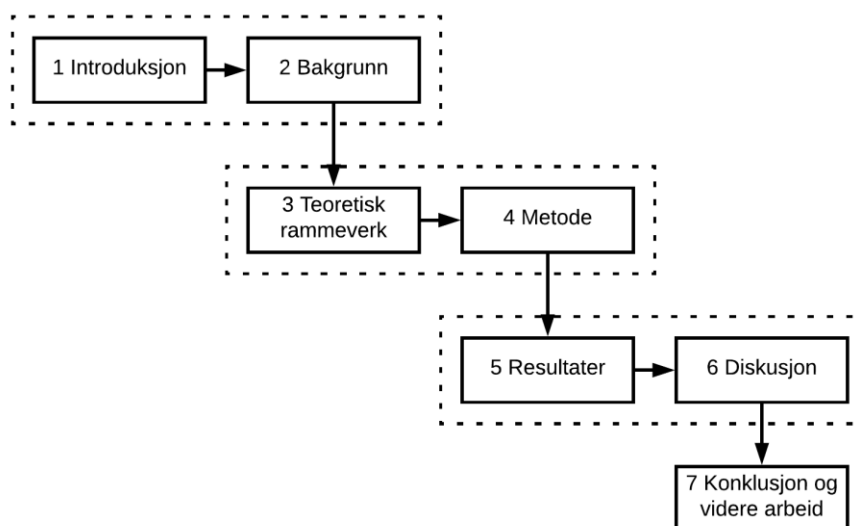 1 Introduksjon
2 Bakgrunn
3 Teoretisk
rammeverk
4 Metode
5 Resultater
6 Diskusjon
7 Konklusjon og
videre arbeid